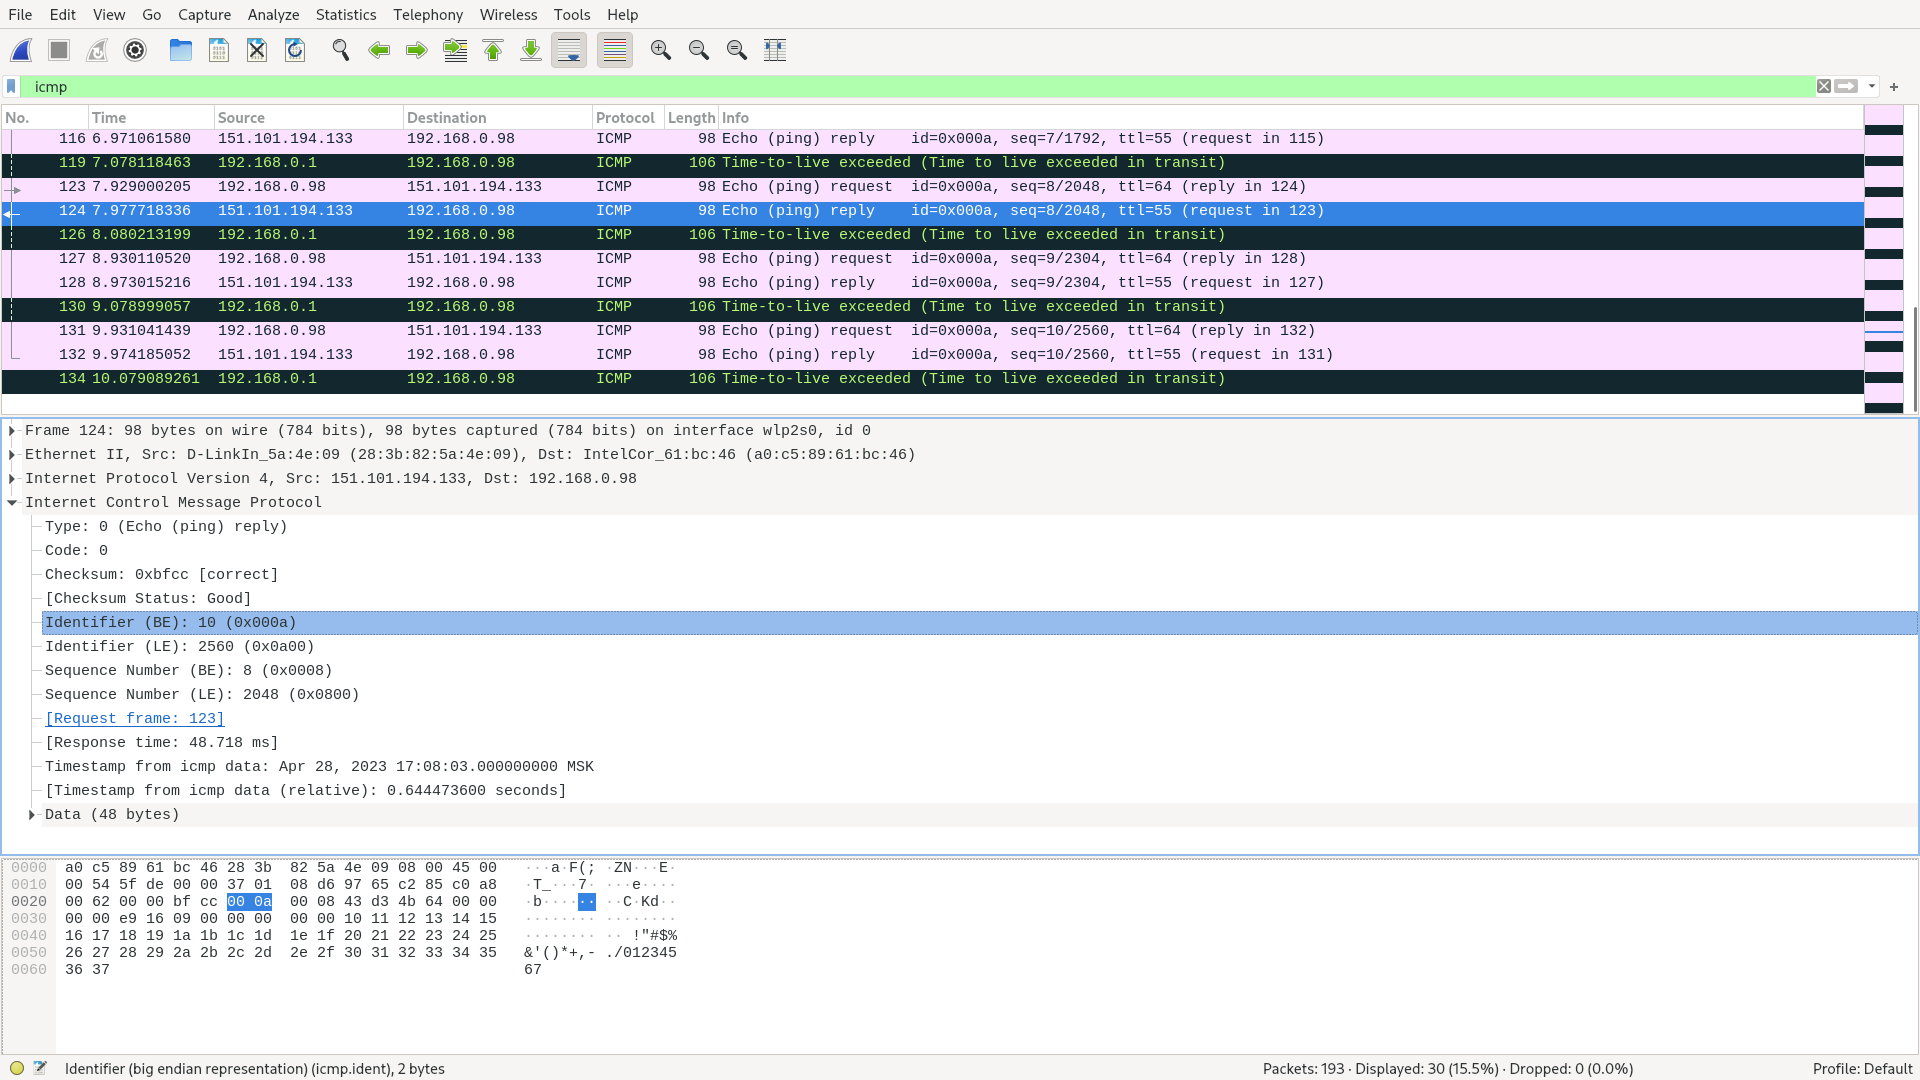 File Edit View Go Capture Analyze Statistics Telephony Wireless Tools Help
icmp
No. Time Source Destination Protocol Length Info
116 6.971061580 151.101.194.133 192.168.0.98 ICMP 98 Echo (ping) reply id=0x000a, seq=7/1792, ttl=55 (request in 115)
119 7.078118463 192.168.0.1 192.168.0.98 ICMP 106 Time-to-live exceeded (Time to live exceeded in transit)
123 7.929000205 192.168.0.98 151.101.194.133 ICMP 98 Echo (ping) request id=0x000a, seq=8/2048, ttl=64 (reply in 124)
124 7.977718336 151.101.194.133 192.168.0.98 ICMP 98 Echo (ping) reply id=0x000a, seq=8/2048, ttl=55 (request in 123)
126 8.080213199 192.168.0.1 192.168.0.98 ICMP 106 Time-to-live exceeded (Time to live exceeded in transit)
127 8.930110520 192.168.0.98 151.101.194.133 ICMP 98 Echo (ping) request id=0x000a, seq=9/2304, ttl=64 (reply in 128)
128 8.973015216 151.101.194.133 192.168.0.98 ICMP 98 Echo (ping) reply id=0x000a, seq=9/2304, ttl=55 (request in 127)
130 9.078999057 192.168.0.1 192.168.0.98 ICMP 106 Time-to-live exceeded (Time to live exceeded in transit)
131 9.931041439 192.168.0.98 151.101.194.133 ICMP 98 Echo (ping) request id=0x000a, seq=10/2560, ttl=64 (reply in 132)
132 9.974185052 151.101.194.133 192.168.0.98 ICMP 98 Echo (ping) reply id=0x000a, seq=10/2560, ttl=55 (request in 131)
134 10.079089261 192.168.0.1 192.168.0.98 ICMP 106 Time-to-live exceeded (Time to live exceeded in transit)
Frame 124: 98 bytes on wire (784 bits), 98 bytes captured (784 bits) on interface wlp2s0, id 0
Ethernet II, Src: D-LinkIn_5a:4e:09 (28:3b:82:5a:4e:09), Dst: IntelCor_61:bc:46 (a0:c5:89:61:bc:46)
Internet Protocol Version 4, Src: 151.101.194.133, Dst: 192.168.0.98
Internet Control Message Protocol
Type: 0 (Echo (ping) reply)
Code: 0
Checksum: 0xbfcc [correct]
[Checksum Status: Good]
Identifier (BE): 10 (0x000a)
Identifier (LE): 2560 (0x0a00)
Sequence Number (BE): 8 (0x0008)
Sequence Number (LE): 2048 (0x0800)
[Request frame: 123]
[Response time: 48.718 ms]
Timestamp from icmp data: Apr 28, 2023 17:08:03.000000000 MSK
[Timestamp from icmp data (relative): 0.644473600 seconds]
Data (48 bytes)
0000 a0 c5 89 61 bc 46 28 3b 82 5a 4e 09 08 00 45 00 ···a·F(; ·ZN···E·
0010 00 54 5f de 00 00 37 01 08 d6 97 65 c2 85 c0 a8 ·T_···7· ···e····
0020 00 62 00 00 bf cc 00 0a 00 08 43 d3 4b 64 00 00 ·b······ ··C·Kd··
0030 00 00 e9 16 09 00 00 00 00 00 10 11 12 13 14 15 ········ ········
0040 16 17 18 19 1a 1b 1c 1d 1e 1f 20 21 22 23 24 25 ········ ·· !"#$%
0050 26 27 28 29 2a 2b 2c 2d 2e 2f 30 31 32 33 34 35 &'()*+,- ./012345
0060 36 37 67
Identifier (big endian representation) (icmp.ident), 2 bytes Packets: 193 · Displayed: 30 (15.5%) · Dropped: 0 (0.0%) Profile: Default